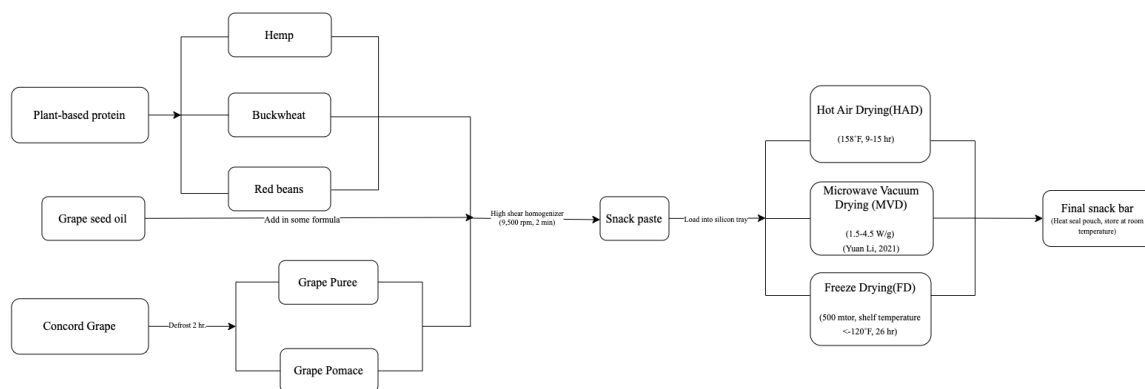 Plant-based protein
Hemp
Buckwheat
Red beans
Grape seed oil
Add in some formula
Concord Grape
Defrost 2 hr.
Grape Puree
Grape Pomace
High shear homogenizer
(9,500 rpm, 2 min)
Snack paste
Load into silicon tray
Hot Air Drying(HAD)
(158˚F, 9-15 hr)
Microwave Vacuum
Drying (MVD)
(1.5-4.5 W/g)
(Yuan Li, 2021)
Freeze Drying(FD)
(500 mtor, shelf temperature
<-120˚F, 26 hr)
Final snack bar
(Heat seal pouch, store at room
temperature)